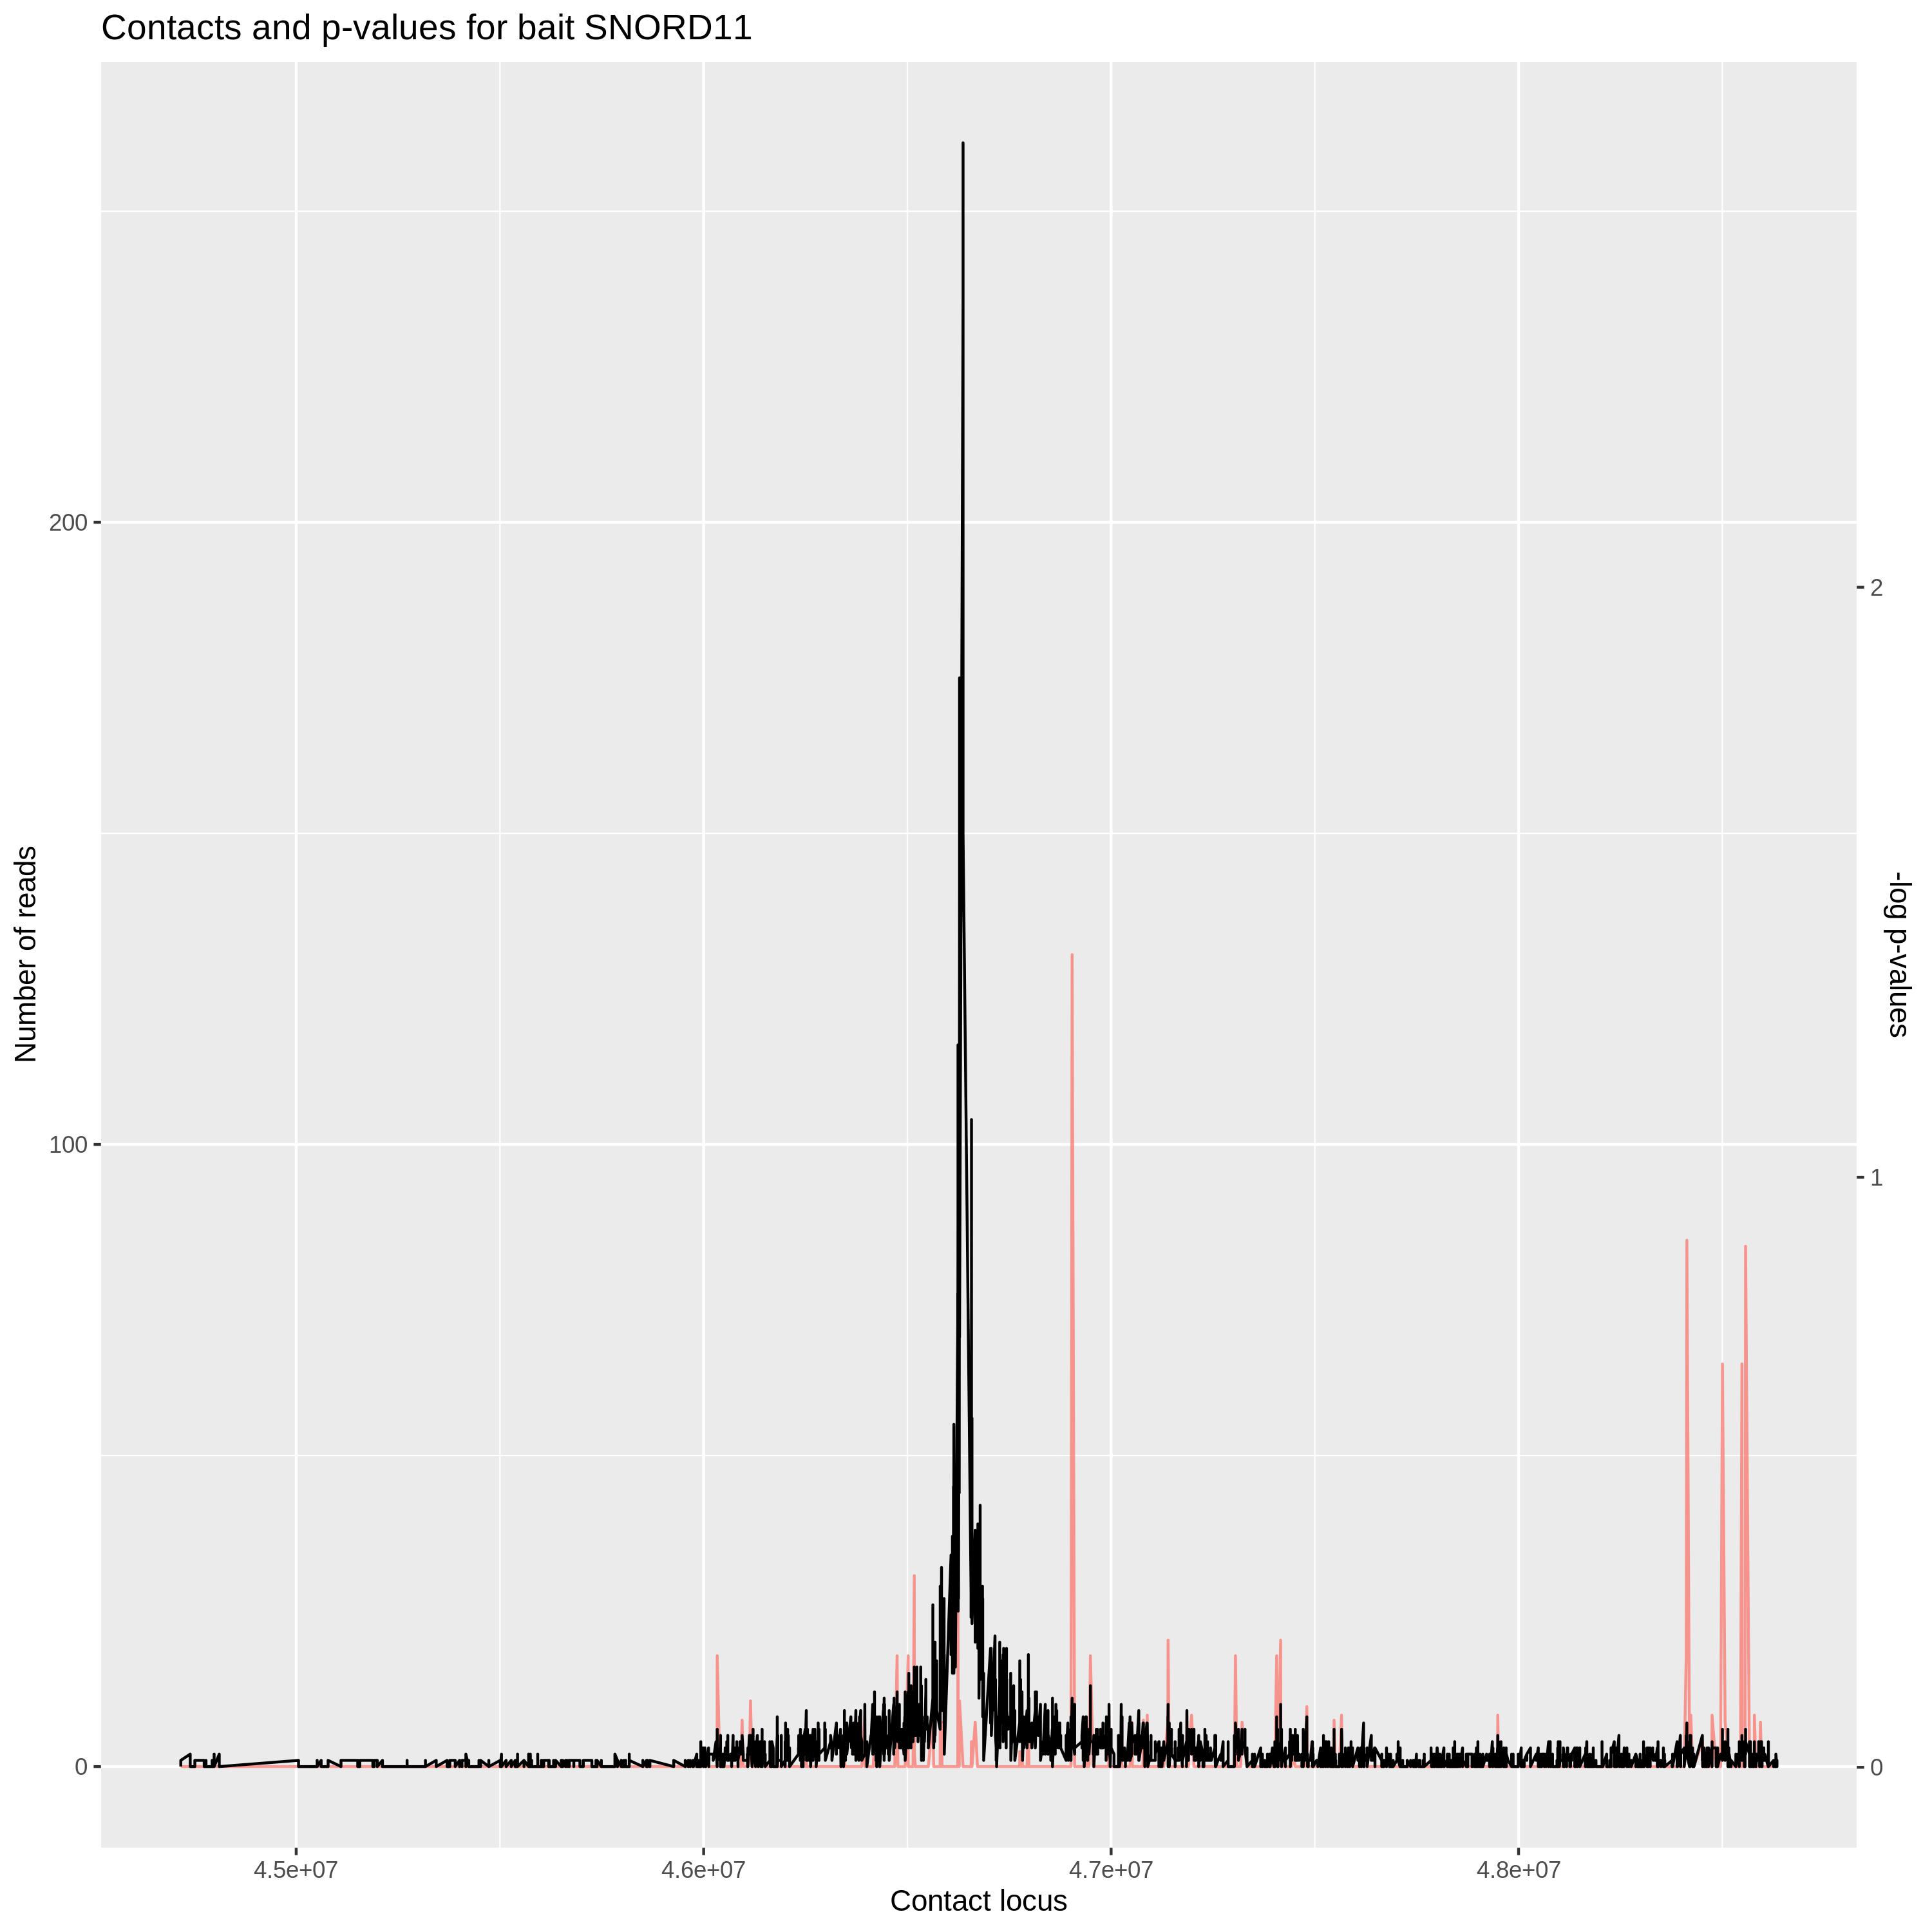 Contacts and p-values for bait SNORD11
200
100
0
2
1
0
Number of reads
-log p-values
4.5e+07 4.6e+07 4.7e+07 4.8e+07
Contact locus